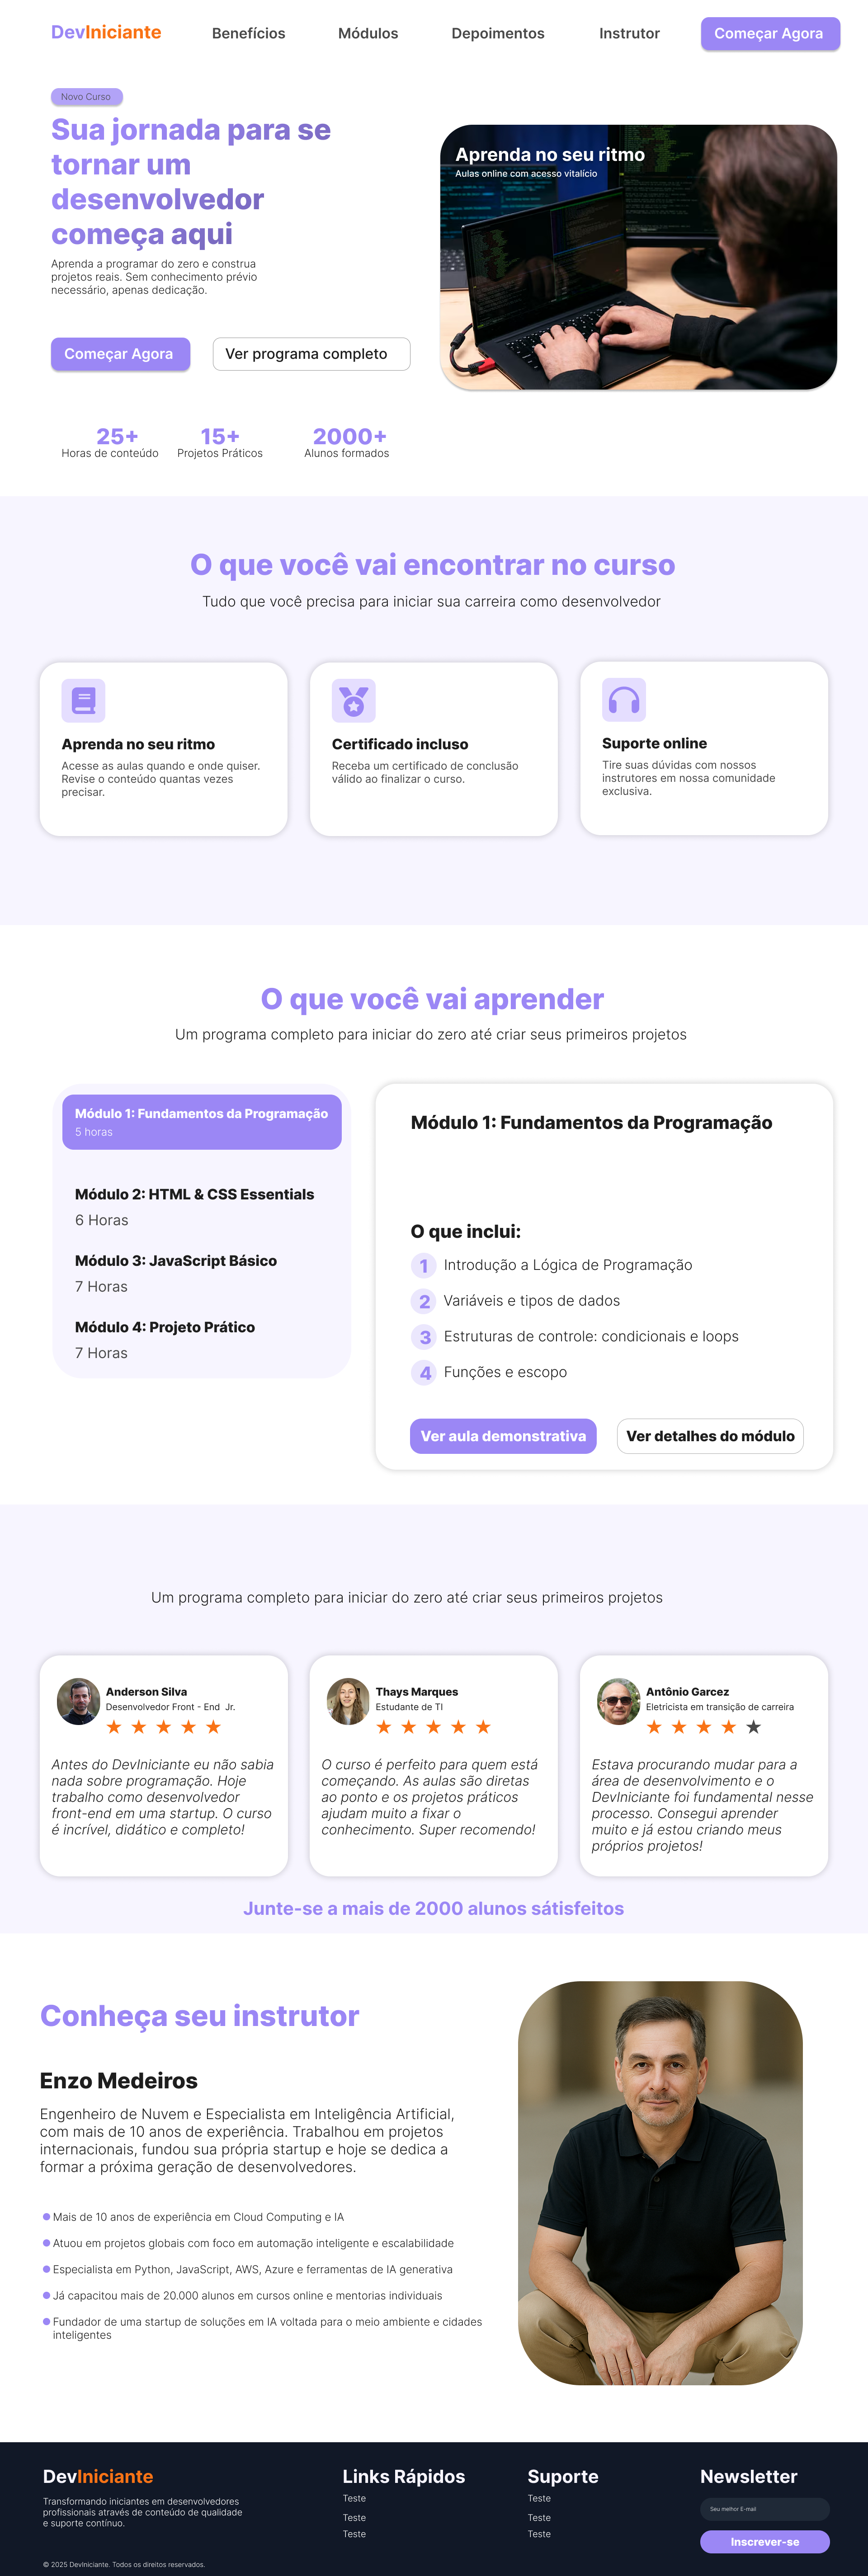 DevIniciante
Benefícios
Módulos
Depoimentos
Instrutor
Começar Agora
Novo Curso
Sua jornada para se
tornar um
desenvolvedor
começa aqui
Aprenda a programar do zero e construa
projetos reais. Sem conhecimento prévio
necessário, apenas dedicação.
Começar Agora
Ver programa completo
Aprenda no seu ritmo
Aulas online com acesso vitalício
25+
Horas de conteúdo
15+
Projetos Práticos
2000+
Alunos formados
O que você vai encontrar no curso
Tudo que você precisa para iniciar sua carreira como desenvolvedor
Aprenda no seu ritmo
Acesse as aulas quando e onde quiser.
Revise o conteúdo quantas vezes
precisar.
Certificado incluso
Receba um certificado de conclusão
válido ao finalizar o curso.
Suporte online
Tire suas dúvidas com nossos
instrutores em nossa comunidade
exclusiva.
O que você vai aprender
Um programa completo para iniciar do zero até criar seus primeiros projetos
Módulo 1: Fundamentos da Programação
5 horas
Módulo 2: HTML & CSS Essentials
6 Horas
Módulo 3: JavaScript Básico
7 Horas
Módulo 4: Projeto Prático
7 Horas
Módulo 1: Fundamentos da Programação
O que inclui:
1 Introdução a Lógica de Programação
2 Variáveis e tipos de dados
3 Estruturas de controle: condicionais e loops
4 Funções e escopo
Ver aula demonstrativa
Ver detalhes do módulo
Um programa completo para iniciar do zero até criar seus primeiros projetos
Anderson Silva
Desenvolvedor Front - End Jr.
Antes do DevIniciante eu não sabia
nada sobre programação. Hoje
trabalho como desenvolvedor
front-end em uma startup. O curso
é incrível, didático e completo!
Thays Marques
Estudante de TI
O curso é perfeito para quem está
começando. As aulas são diretas
ao ponto e os projetos práticos
ajudam muito a fixar o
conhecimento. Super recomendo!
Antônio Garcez
Eletricista em transição de carreira
Estava procurando mudar para a
área de desenvolvimento e o
DevIniciante foi fundamental nesse
processo. Consegui aprender
muito e já estou criando meus
próprios projetos!
Junte-se a mais de 2000 alunos sátisfeitos
Conheça seu instrutor
Enzo Medeiros
Engenheiro de Nuvem e Especialista em Inteligência Artificial,
com mais de 10 anos de experiência. Trabalhou em projetos
internacionais, fundou sua própria startup e hoje se dedica a
formar a próxima geração de desenvolvedores.
Mais de 10 anos de experiência em Cloud Computing e IA
Atuou em projetos globais com foco em automação inteligente e escalabilidade
Especialista em Python, JavaScript, AWS, Azure e ferramentas de IA generativa
Já capacitou mais de 20.000 alunos em cursos online e mentorias individuais
Fundador de uma startup de soluções em IA voltada para o meio ambiente e cidades
inteligentes
DevIniciante
Transformando iniciantes em desenvolvedores
profissionais através de conteúdo de qualidade
e suporte contínuo.
© 2025 DevIniciante. Todos os direitos reservados.
Links Rápidos
Teste
Teste
Teste
Suporte
Teste
Teste
Teste
Newsletter
Seu melhor E-mail
Inscrever-se